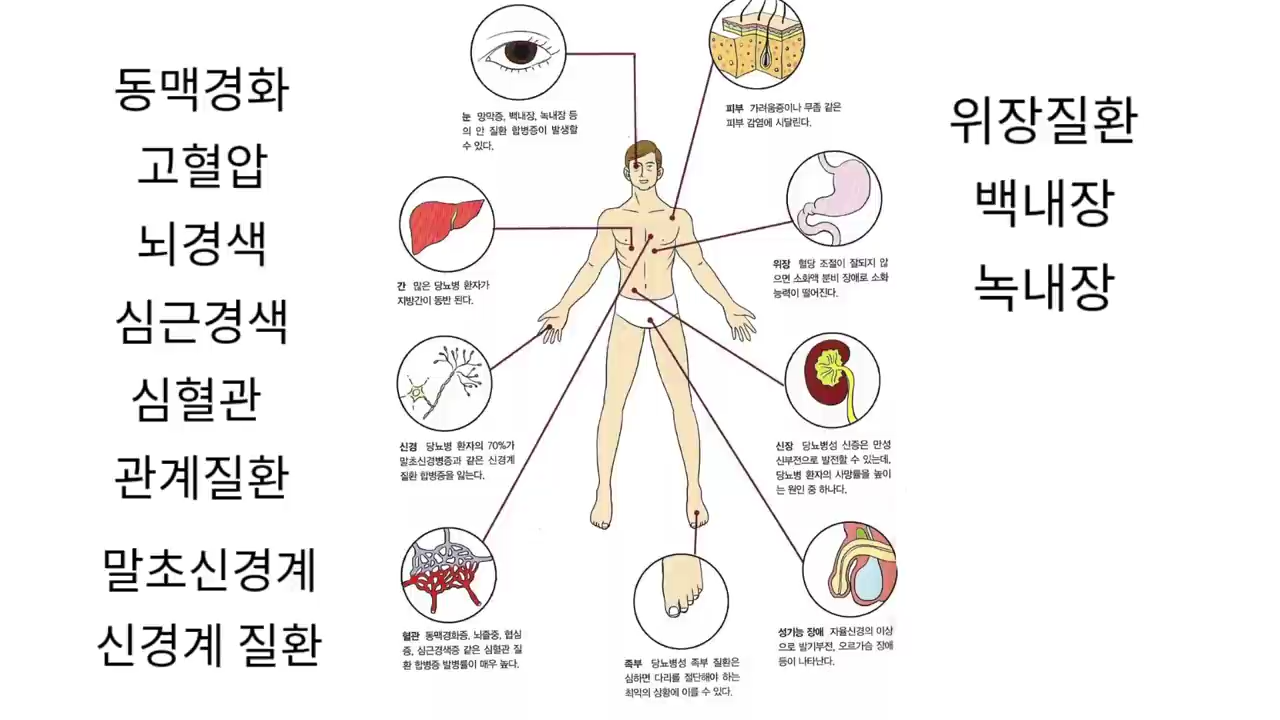 동맥경화
고혈압
뇌경색
심근경색
심혈관
관계질환
말초신경계
신경계 질환
눈 망막증, 백내장, 녹내장 등
의 안 질환 합병증이 발생할
수 있다.
간 많은 당뇨병 환자가
지방간이 동반 된다.
신경 당뇨병 환자의 70%가
말초신경병증과 같은 신경계
질환 합병증을 앓는다.
혈관 동맥경화증, 뇌졸중, 협심
증, 심근경색증 같은 심혈관 질
환 합병증 발병률이 매우 높다.
피부 가려움증이나 무좀 같은
피부 감염에 시달린다.
위장 혈당 조절이 잘되지 않
으면 소화액 분비 장애로 소화
능력이 떨어진다.
신장 당뇨병성 신증은 만성
신부전으로 발전할 수 있는데,
당뇨병 환자의 사망률을 높이
는 원인 중 하나다.
성기능 장애 자율신경의 이상
으로 발기부전, 오르가슴 장애
등이 나타난다.
족부 당뇨병성 족부 질환은
심하면 다리를 절단해야 하는
최악의 상황에 이를 수 있다.
위장질환
백내장
녹내장